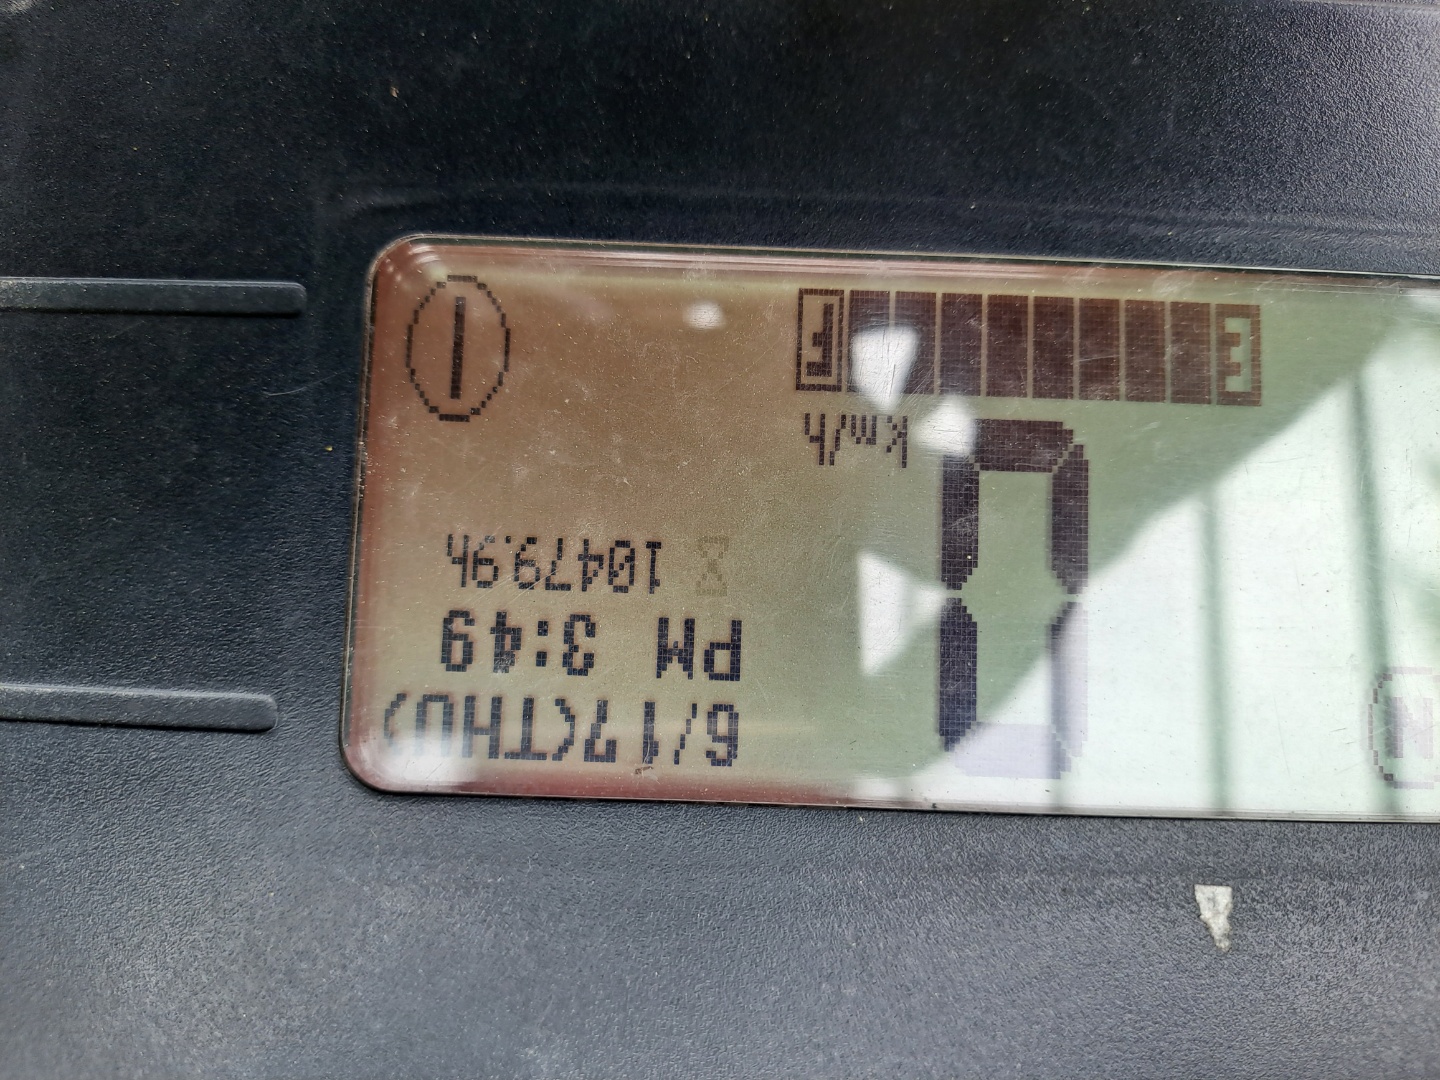 6/17(THU)
PM 3:49
10479.9h
N
0
km/h
E F